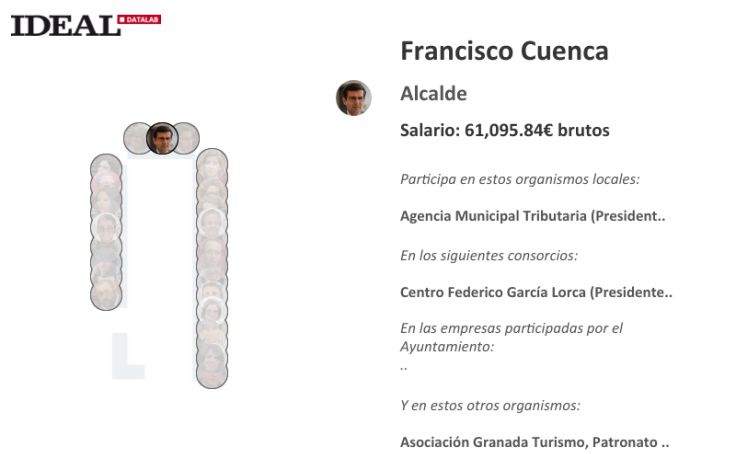 IDEAL DATALAB
Francisco Cuenca
Alcalde
Salario: 61,095.84€ brutos
Participa en estos organismos locales:
Agencia Municipal Tributaria (President..
En los siguientes consorcios:
Centro Federico García Lorca (Presidente..
En las empresas participadas por el
Ayuntamiento:
..
Y en estos otros organismos:
Asociación Granada Turismo, Patronato ..